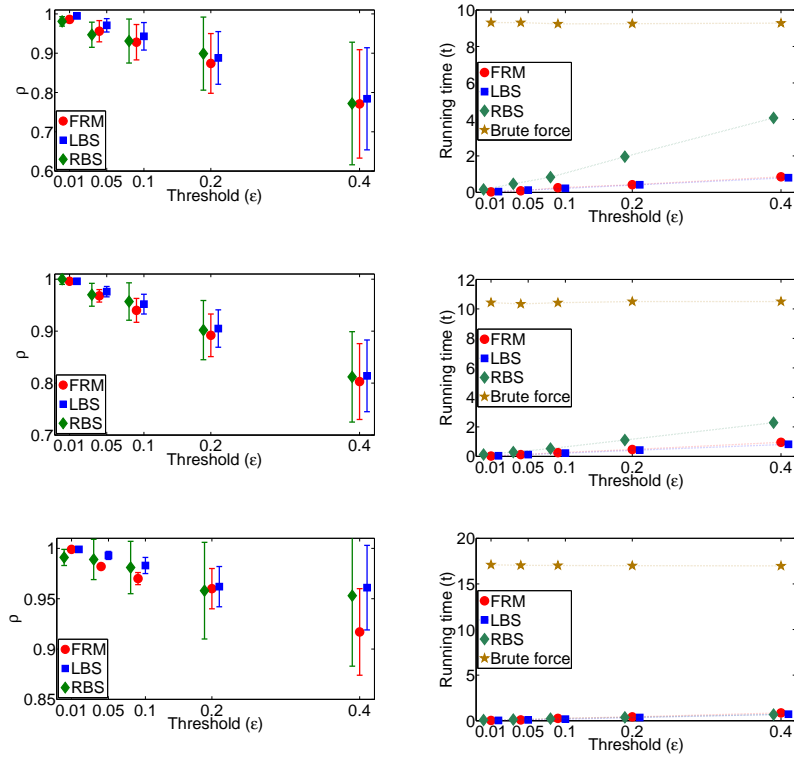 1
0.9
0.8
0.7
0.6
ρ
FRM
LBS
RBS
0.01 0.05 0.1 0.2 0.4
Threshold (ε)
10
8
6
4
2
0
Running time (t)
FRM
LBS
RBS
Brute force
0.01 0.05 0.1 0.2 0.4
Threshold (ε)
1
0.9
0.8
0.7
ρ
FRM
LBS
RBS
0.01 0.05 0.1 0.2 0.4
Threshold (ε)
12
10
8
6
4
2
0
Running time (t)
FRM
LBS
RBS
Brute force
0.01 0.05 0.1 0.2 0.4
Threshold (ε)
1
0.95
0.9
0.85
ρ
FRM
LBS
RBS
0.01 0.05 0.1 0.2 0.4
Threshold (ε)
20
15
10
5
0
Running time (t)
FRM
LBS
RBS
Brute force
0.01 0.05 0.1 0.2 0.4
Threshold (ε)